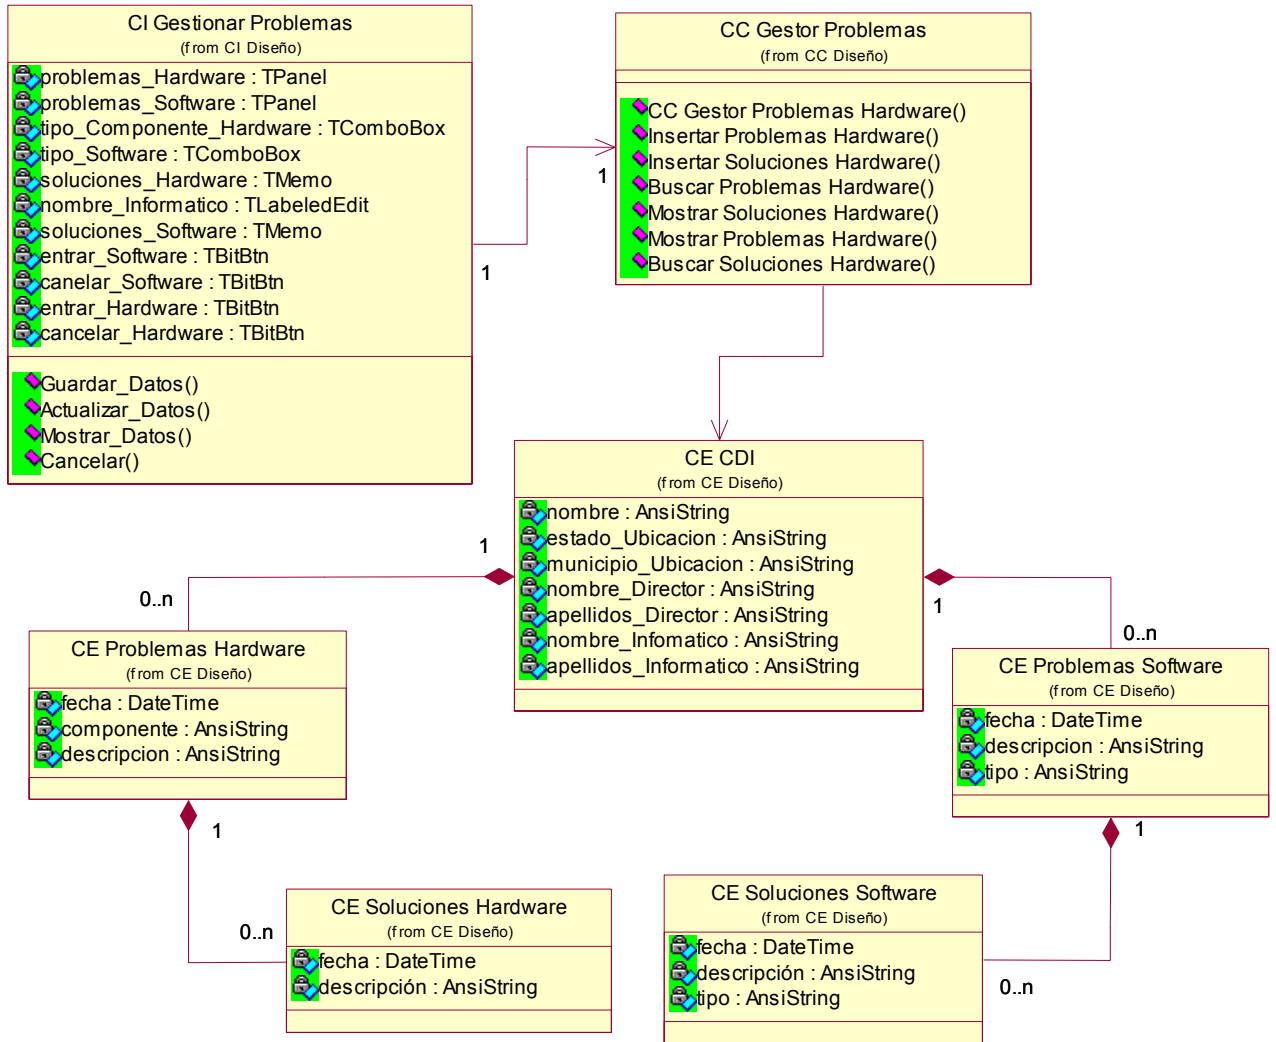 CI Gestionar Problemas
(from CI Diseño)
problemas_Hardware : TPanel
problemas_Software : TPanel
tipo_Componente_Hardware : TComboBox
tipo_Software : TComboBox
soluciones_Hardware : TMemo
nombre_Informatico : TLabeledEdit
soluciones_Software : TMemo
entrar_Software : TBitBtn
canelar_Software : TBitBtn
entrar_Hardware : TBitBtn
cancelar_Hardware : TBitBtn
Guardar_Datos()
Actualizar_Datos()
Mostrar_Datos()
Cancelar()
1
1
CC Gestor Problemas
(from CC Diseño)
CC Gestor Problemas Hardware()
Insertar Problemas Hardware()
Insertar Soluciones Hardware()
Buscar Problemas Hardware()
Mostrar Soluciones Hardware()
Mostrar Problemas Hardware()
Buscar Soluciones Hardware()
CE CDI
(from CE Diseño)
nombre : AnsiString
estado_Ubicacion : AnsiString
municipio_Ubicacion : AnsiString
nombre_Director : AnsiString
apellidos_Director : AnsiString
nombre_Infomatico : AnsiString
apellidos_Informatico : AnsiString
1
0..n
1
0..n
CE Problemas Hardware
(from CE Diseño)
fecha : DateTime
componente : AnsiString
descripcion : AnsiString
1
0..n
CE Problemas Software
(from CE Diseño)
fecha : DateTime
descripcion : AnsiString
tipo : AnsiString
1
0..n
CE Soluciones Hardware
(from CE Diseño)
fecha : DateTime
descripción : AnsiString
CE Soluciones Software
(from CE Diseño)
fecha : DateTime
descripción : AnsiString
tipo : AnsiString